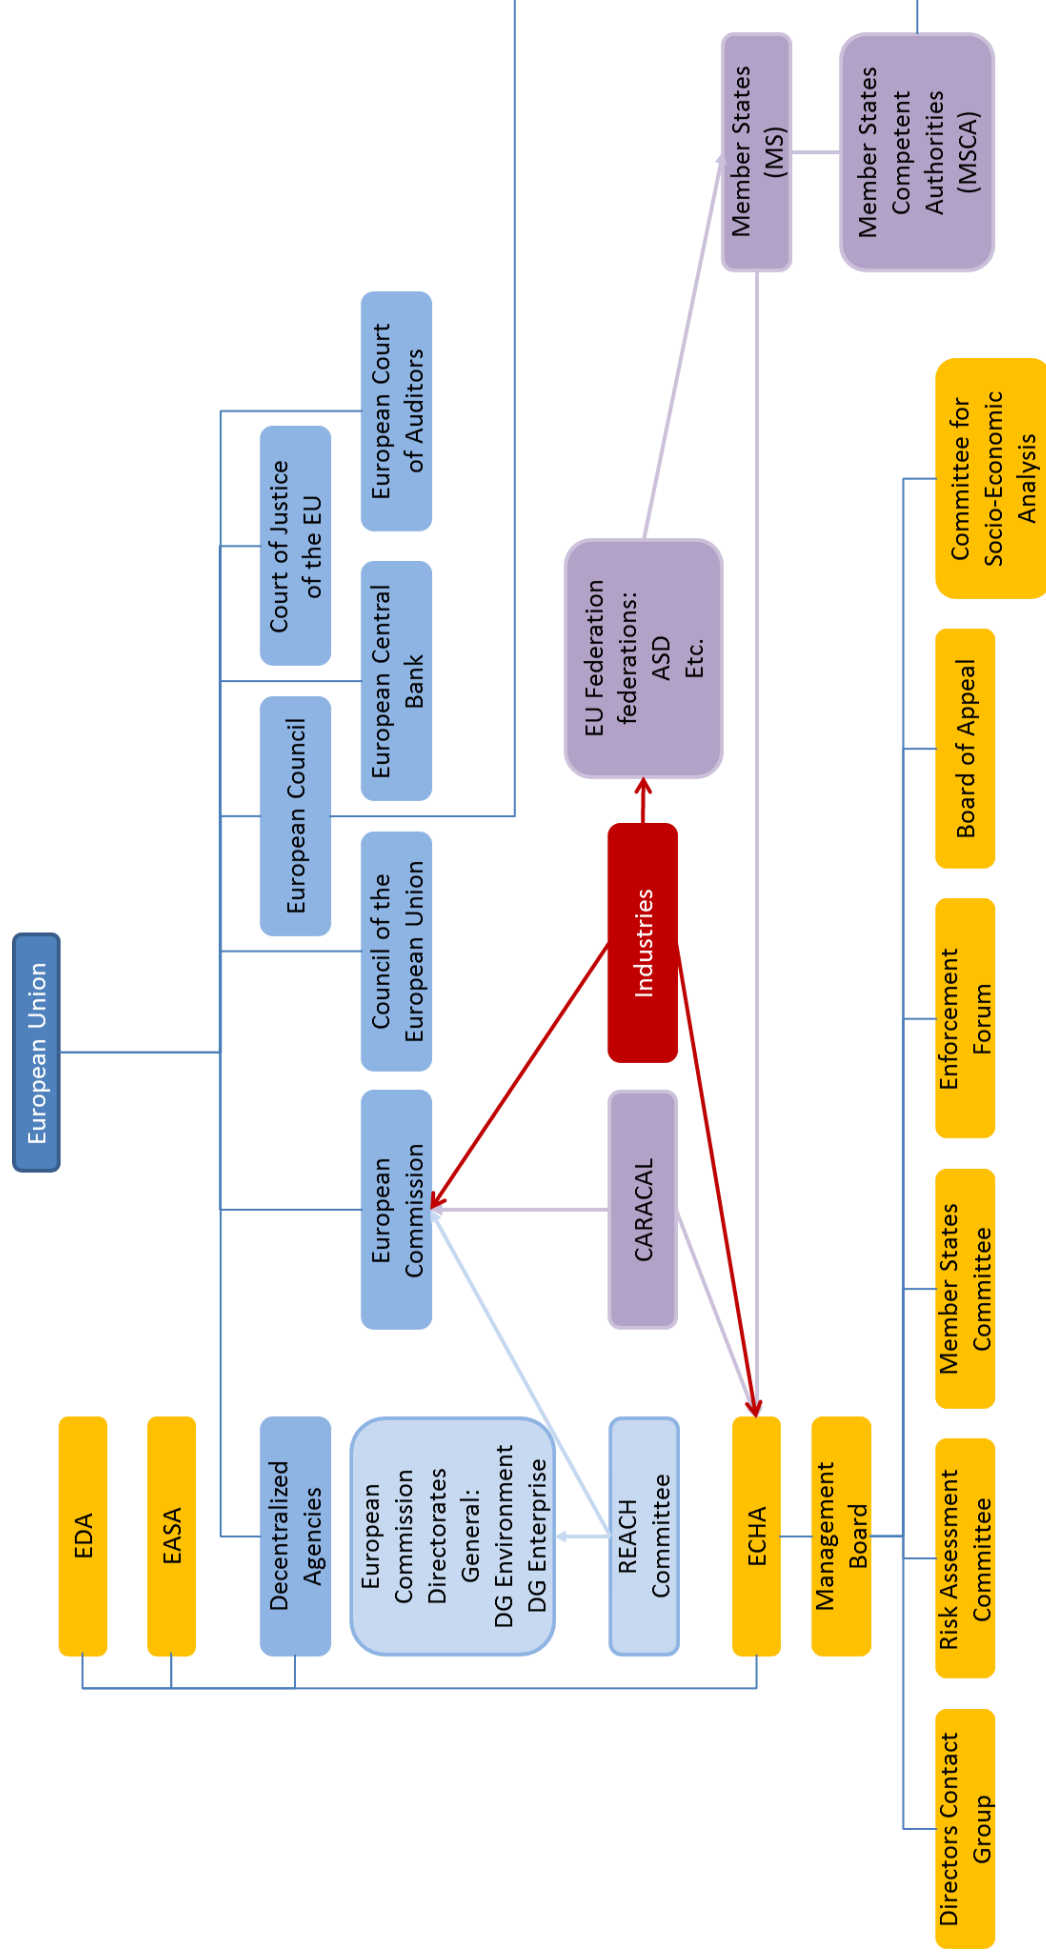 European Union
EDA
EASA
Decentralized
Agencies
European Council
Court of Justice
of the EU
European
Commission
Directorates
General:
DG Environment
DG Enterprise
European
Commission
Council of the
European Union
European Central
Bank
European Court
of Auditors
REACH
Committee
CARACAL
Industries
EU Federation
federations:
ASD
Etc.
ECHA
Member States
(MS)
Management
Board
Member States
Competent
Authorities
(MSCA)
Directors Contact
Group
Risk Assessment
Committee
Member States
Committee
Enforcement
Forum
Board of Appeal
Committee for
Socio-Economic
Analysis